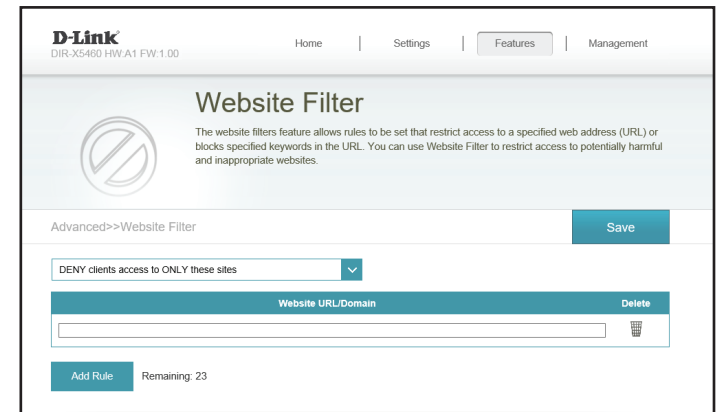 D-Link
DIR-X5460 HW:A1 FW:1.00
Home Settings Features Management
Website Filter
The website filters feature allows rules to be set that restrict access to a specified web address (URL) or
blocks specified keywords in the URL. You can use Website Filter to restrict access to potentially harmful
and inappropriate websites.
Advanced>>Website Filter
Save
DENY clients access to ONLY these sites
Website URL/Domain Delete
Add Rule Remaining: 23